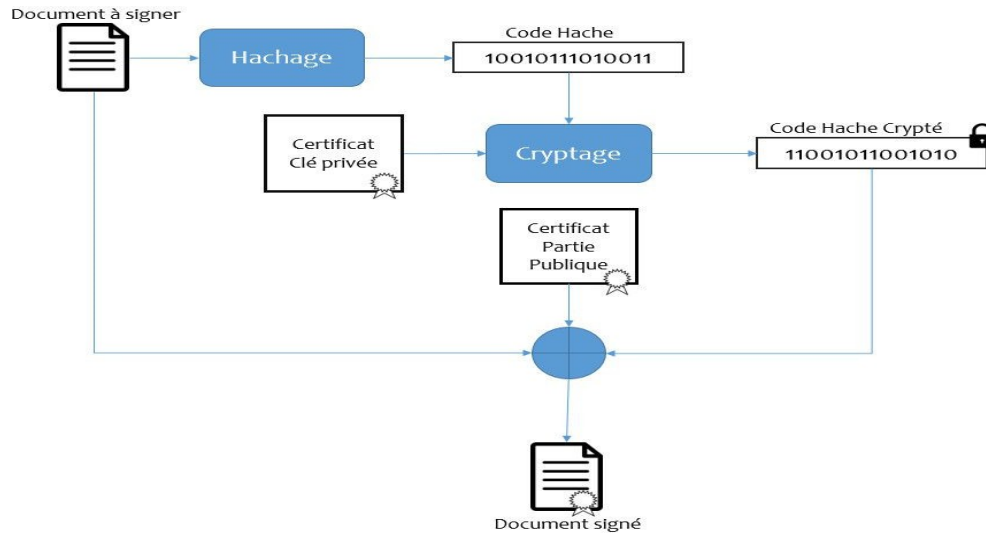 Document à signer
Hachage
Code Hache
10010111010011
Certificat
Clé privée
Cryptage
Code Hache Crypté
11001011001010
Certificat
Partie
Publique
Document signé